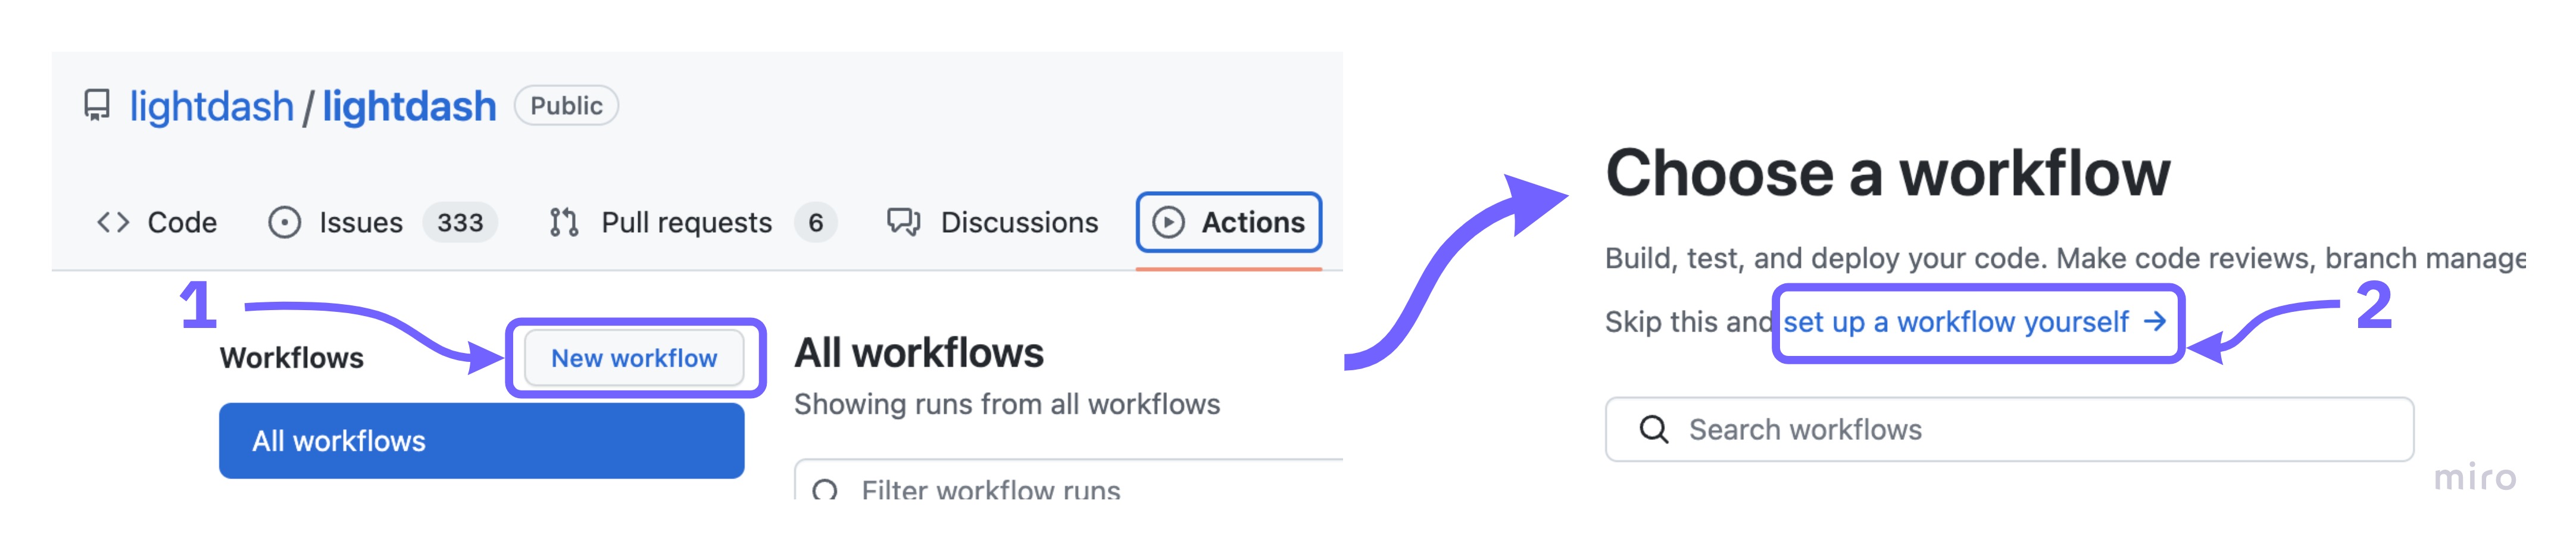 lightdash / lightdash Public
Code Issues 333 Pull requests 6 Discussions Actions
1
Workflows New workflow
All workflows
All workflows
Showing runs from all workflows
Filter workflow runs
Choose a workflow
Build, test, and deploy your code. Make code reviews, branch manage
Skip this and set up a workflow yourself →
2
Search workflows
miro